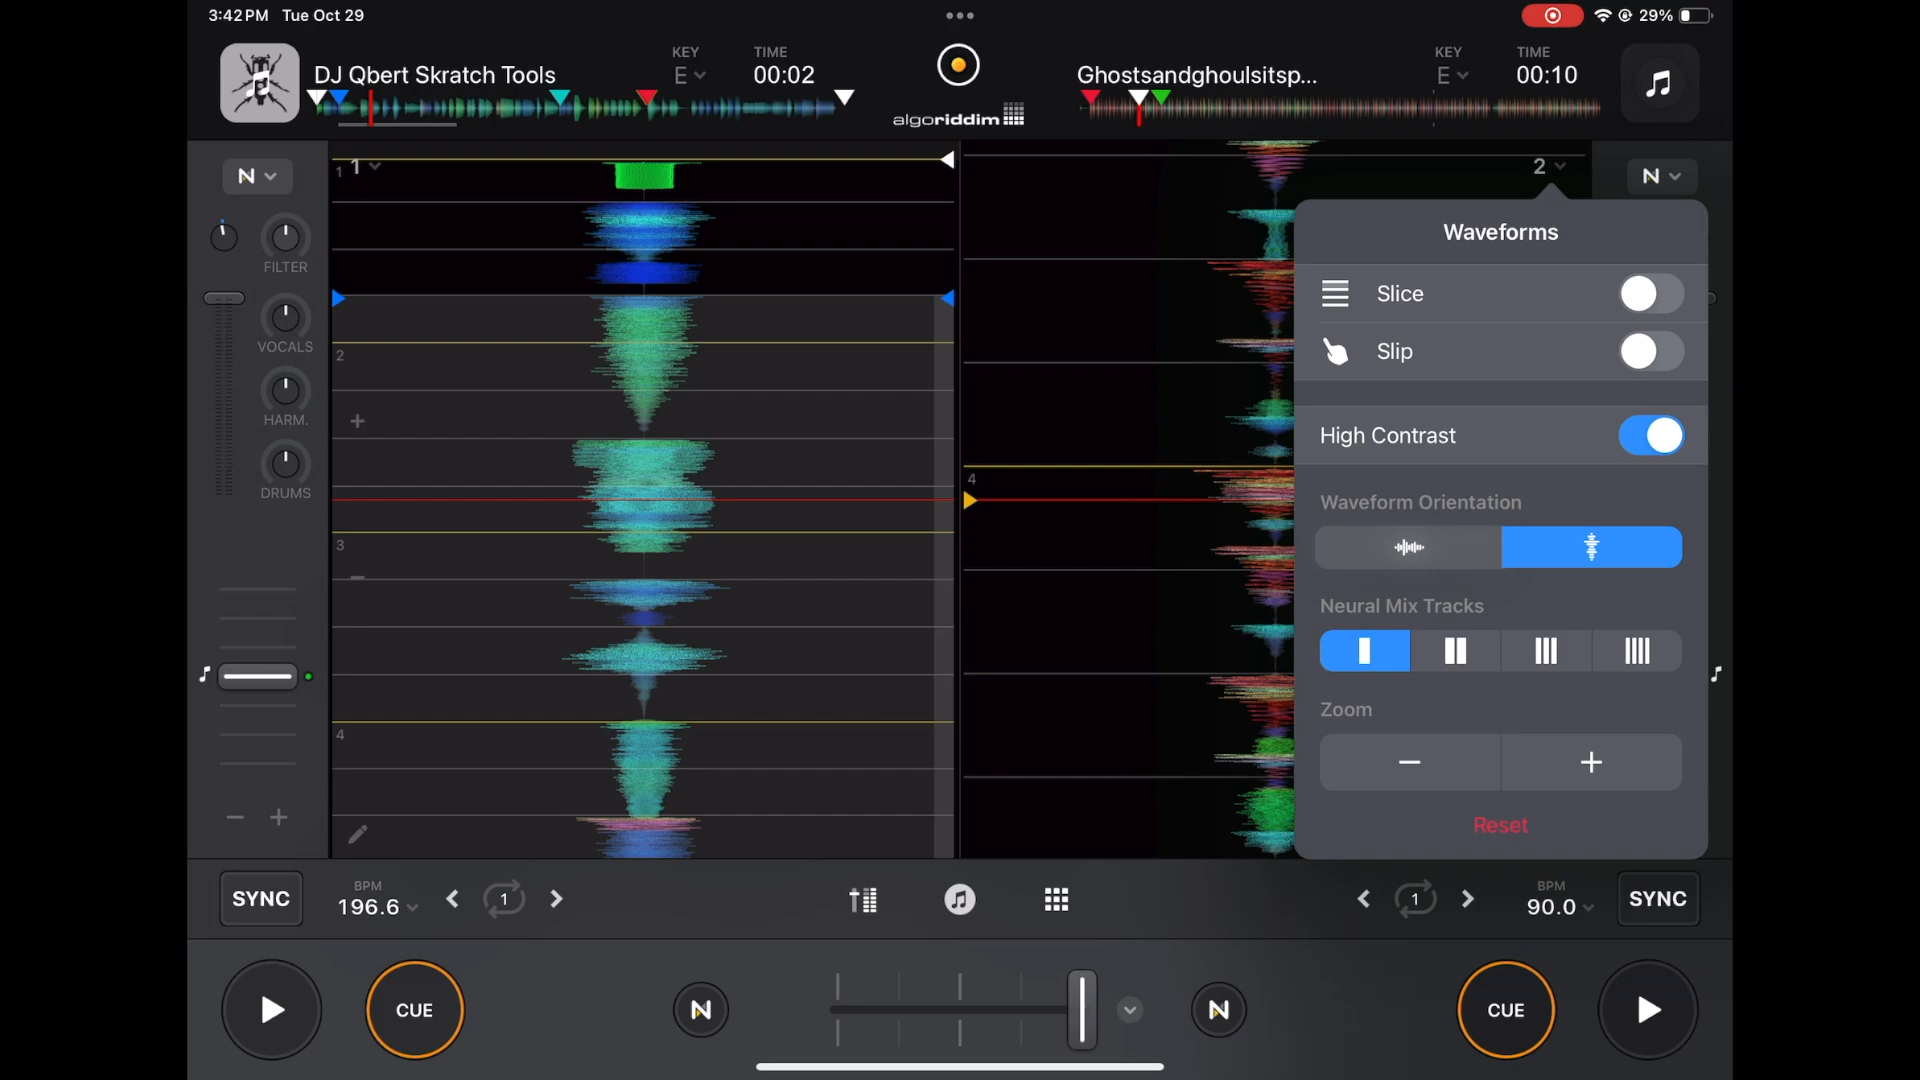 3:42 PM Tue Oct 29
29%
DJ Qbert Skratch Tools
KEY
E
TIME
00:02
algoriddim
Ghostsandghoulsitsp...
KEY
E
TIME
00:10
N
FILTER
VOCALS
HARM.
DRUMS
1 1
2
3
4
4
2
N
Waveforms
Slice
Slip
High Contrast
Waveform Orientation
Neural Mix Tracks
Zoom
Reset
SYNC
BPM
196.6
1
1
BPM
90.0
SYNC
CUE
N
N
CUE